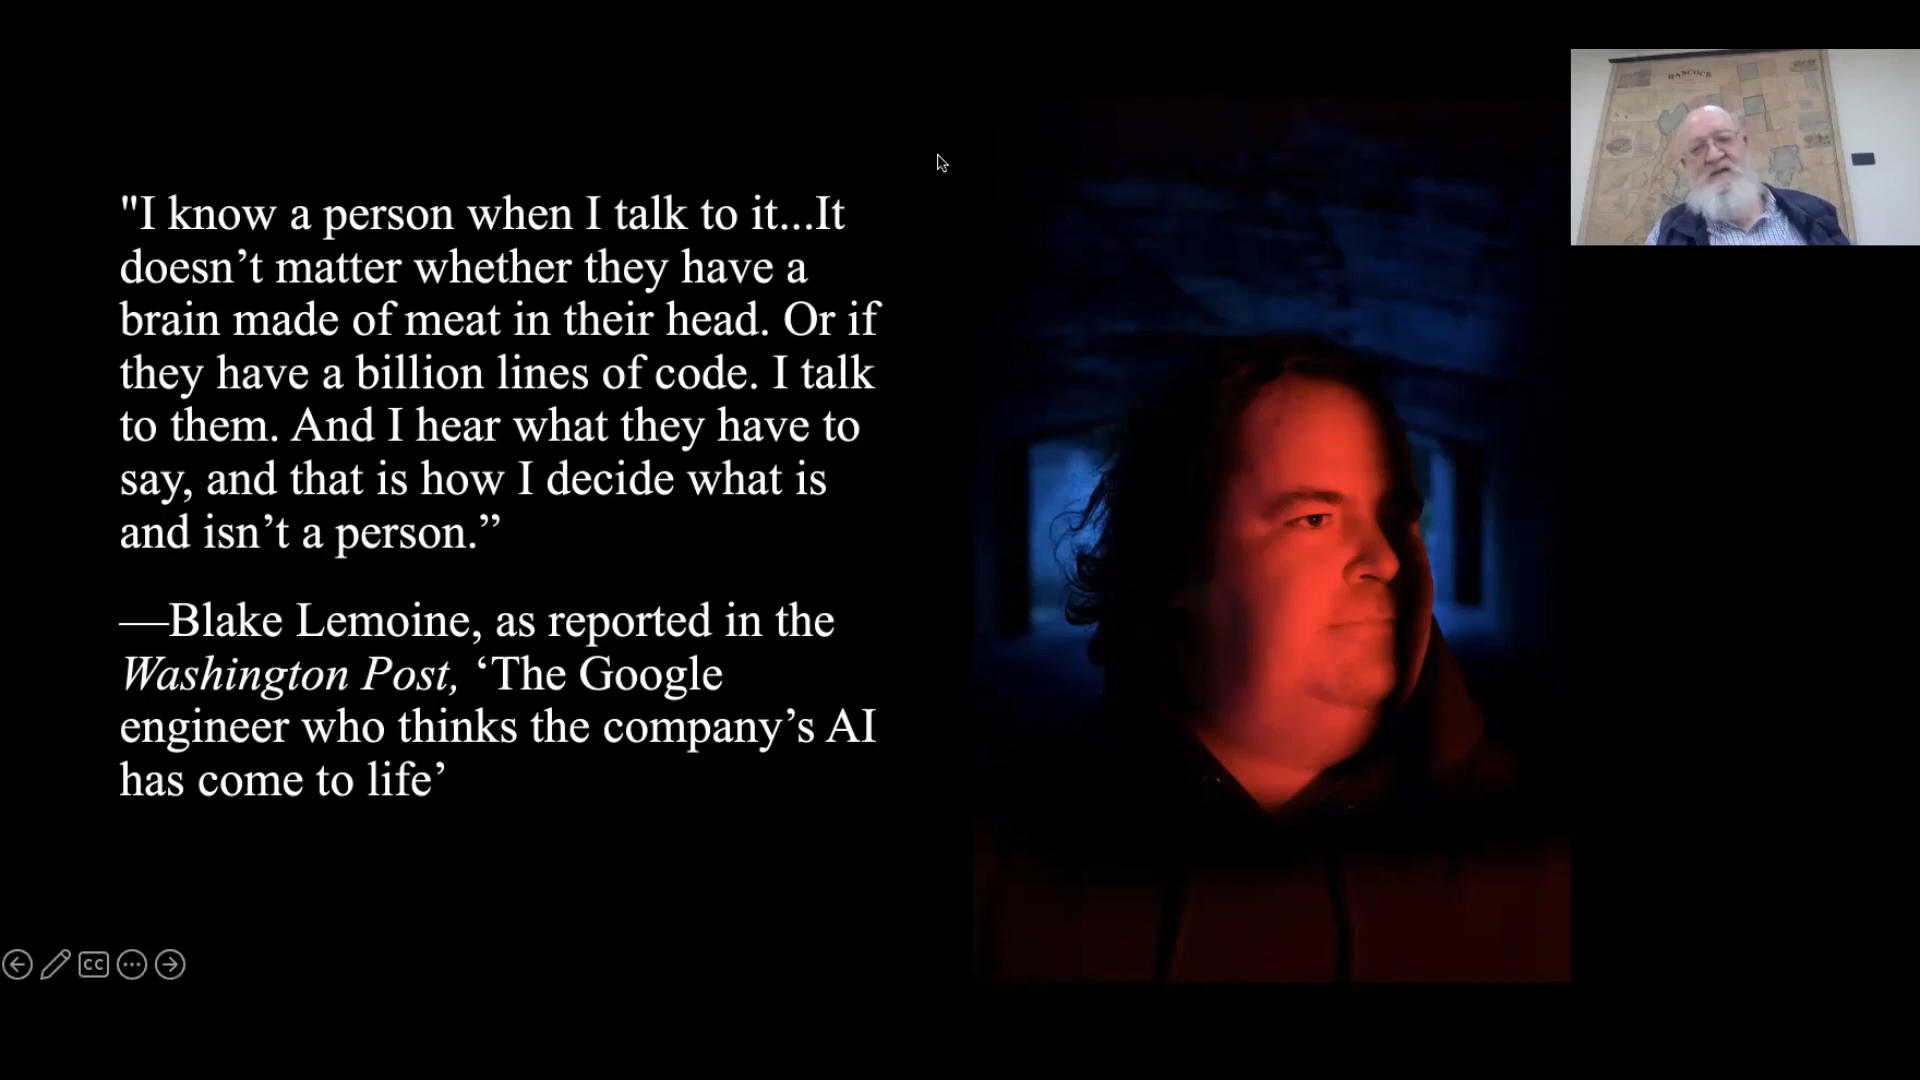 "I know a person when I talk to it...It
doesn’t matter whether they have a
brain made of meat in their head. Or if
they have a billion lines of code. I talk
to them. And I hear what they have to
say, and that is how I decide what is
and isn’t a person.”
—Blake Lemoine, as reported in the
Washington Post, ‘The Google
engineer who thinks the company’s AI
has come to life’
HANCOCK
CC